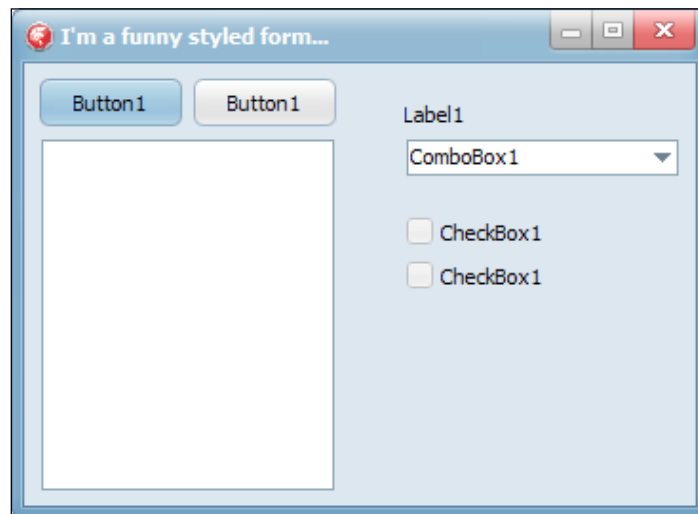 I'm a funny styled form...
Button1 Button1
Label1
ComboBox1
CheckBox1
CheckBox1